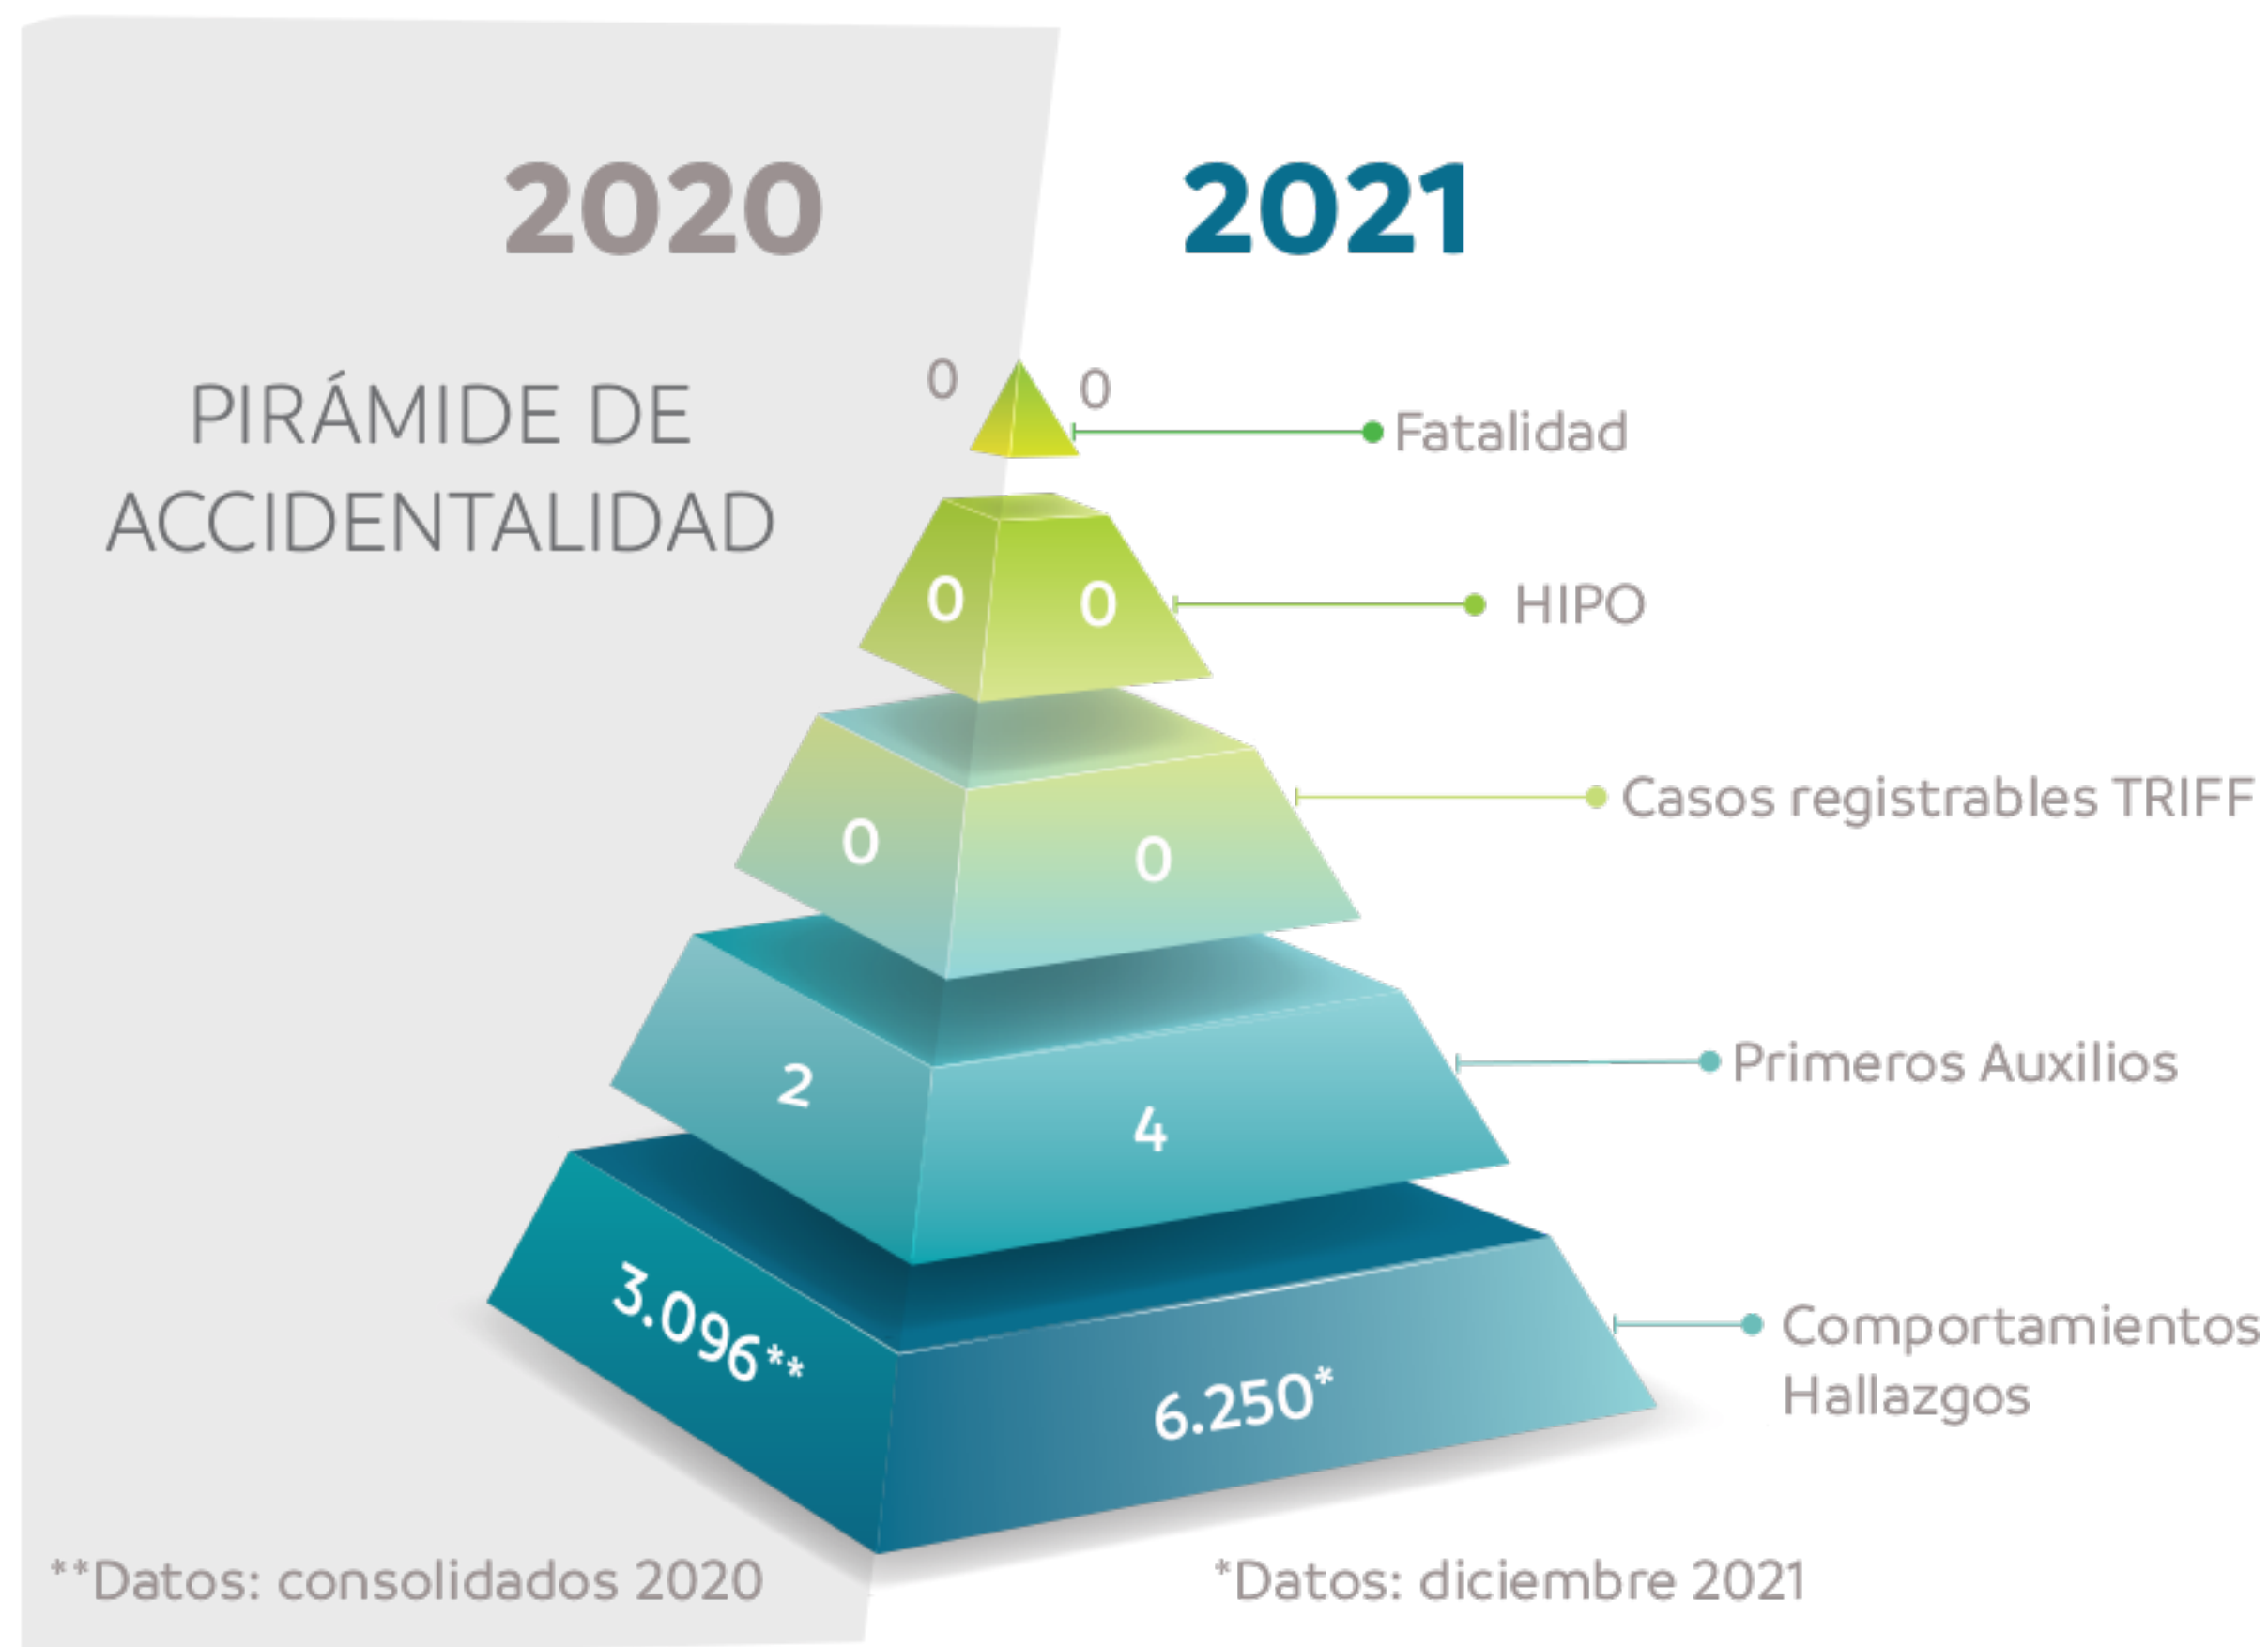 2020
2021
PIRÁMIDE DE
ACCIDENTALIDAD
0
0
Fatalidad
0
0
HIPO
0
0
Casos registrables TRIFF
2
4
Primeros Auxilios
3.096**
6.250*
Comportamientos
Hallazgos
**Datos: consolidados 2020
*Datos: diciembre 2021